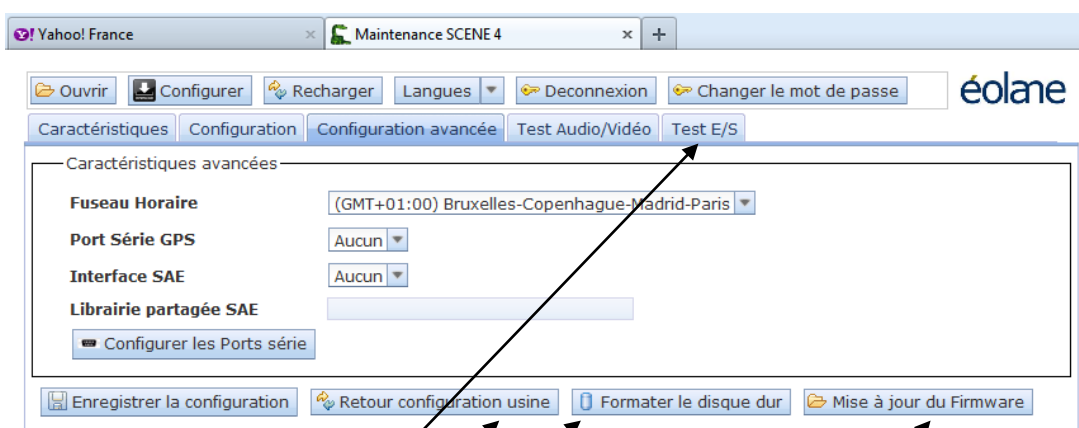 Yahoo! France × Maintenance SCENE 4 × +
Ouvrir Configurer Recharger Langues Deconnexion Changer le mot de passe éolane
Caractéristiques Configuration Configuration avancée Test Audio/Vidéo Test E/S
Caractéristiques avancées
Fuseau Horaire (GMT+01:00) Bruxelles-Copenhague-Madrid-Paris
Port Série GPS Aucun
Interface SAE Aucun
Librairie partagée SAE
Configurer les Ports série
Enregistrer la configuration Retour configuration usine Formater le disque dur Mise à jour du Firmware